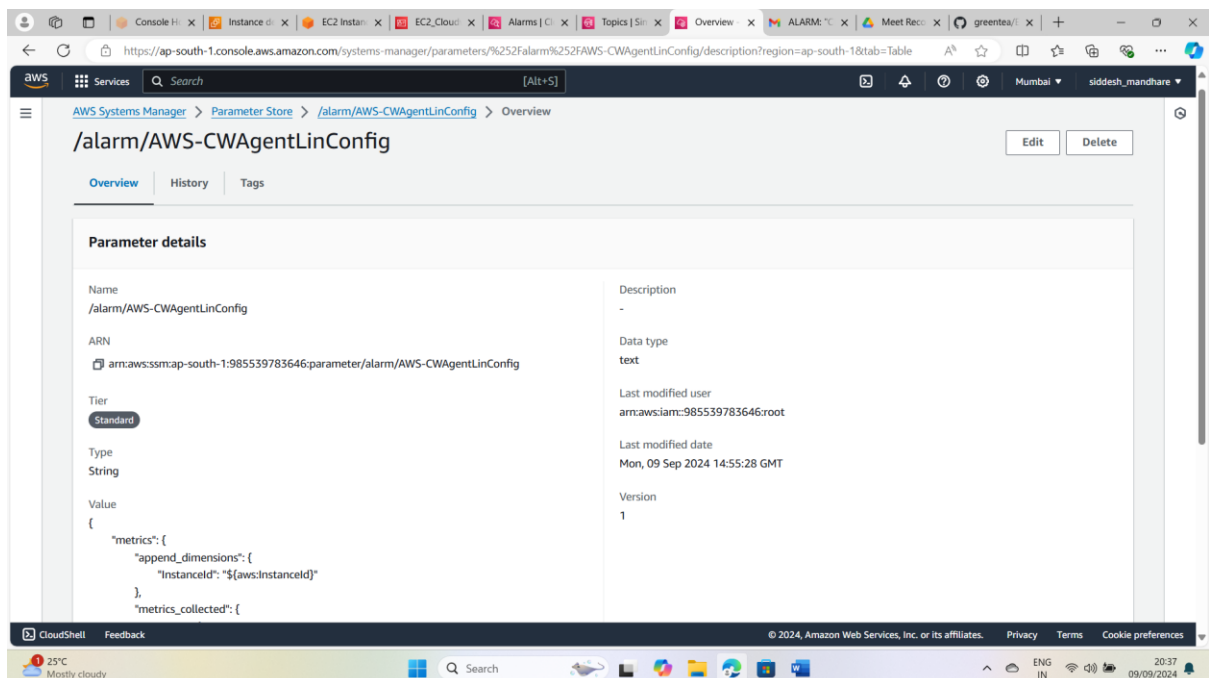 Console Ho
Instance de
EC2 Instan
EC2_Cloud
Alarms | Cl
Topics | Sim
Overview -
ALARM: "C
Meet Reco
greentea/E
https://ap-south-1.console.aws.amazon.com/systems-manager/parameters/%252Falarm%252FAWS-CWAgentLinConfig/description?region=ap-south-1&tab=Table
aws
Services
Search
[Alt+S]
Mumbai
siddesh_mandhare
AWS Systems Manager > Parameter Store > /alarm/AWS-CWAgentLinConfig > Overview
/alarm/AWS-CWAgentLinConfig
Edit
Delete
Overview
History
Tags
Parameter details
Name
/alarm/AWS-CWAgentLinConfig
ARN
arn:aws:ssm:ap-south-1:985539783646:parameter/alarm/AWS-CWAgentLinConfig
Tier
Standard
Type
String
Value
{
"metrics": {
"append_dimensions": {
"InstanceId": "${aws:InstanceId}"
},
"metrics_collected": {
Description
-
Data type
text
Last modified user
arn:aws:iam::985539783646:root
Last modified date
Mon, 09 Sep 2024 14:55:28 GMT
Version
1
CloudShell
Feedback
© 2024, Amazon Web Services, Inc. or its affiliates.
Privacy
Terms
Cookie preferences
1
25°C
Mostly cloudy
Search
ENG
IN
20:37
09/09/2024